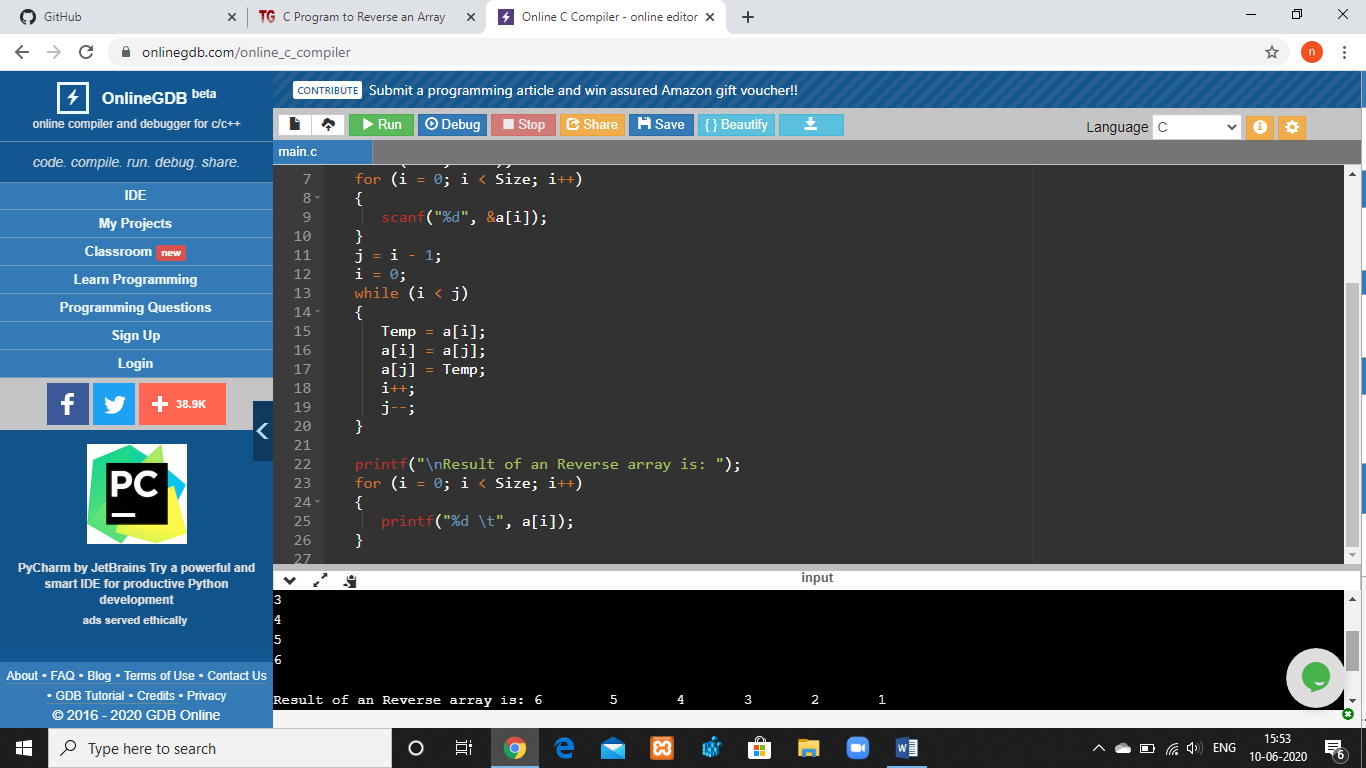 GitHub
TG C Program to Reverse an Array
Online C Compiler - online editor
onlinegdb.com/online_c_compiler
n
OnlineGDB beta
online compiler and debugger for c/c++
code. compile. run. debug. share.
IDE
My Projects
Classroom new
Learn Programming
Programming Questions
Sign Up
Login
f
38.9K
PC
PyCharm by JetBrains Try a powerful and
smart IDE for productive Python
development
ads served ethically
About • FAQ • Blog • Terms of Use • Contact Us
• GDB Tutorial • Credits • Privacy
© 2016 - 2020 GDB Online
CONTRIBUTE Submit a programming article and win assured Amazon gift voucher!!
Run Debug Stop Share Save { } Beautify
Language C
main.c
7 for (i = 0; i < Size; i++)
8 {
9 scanf("%d", &a[i]);
10 }
11 j = i - 1;
12 i = 0;
13 while (i < j)
14 {
15 Temp = a[i];
16 a[i] = a[j];
17 a[j] = Temp;
18 i++;
19 j--;
20 }
21
22 printf("\nResult of an Reverse array is: ");
23 for (i = 0; i < Size; i++)
24 {
25 printf("%d \t", a[i]);
26 }
27
input
3
4
5
6
Result of an Reverse array is: 6 5 4 3 2 1
Type here to search
ENG
15:53
10-06-2020
6